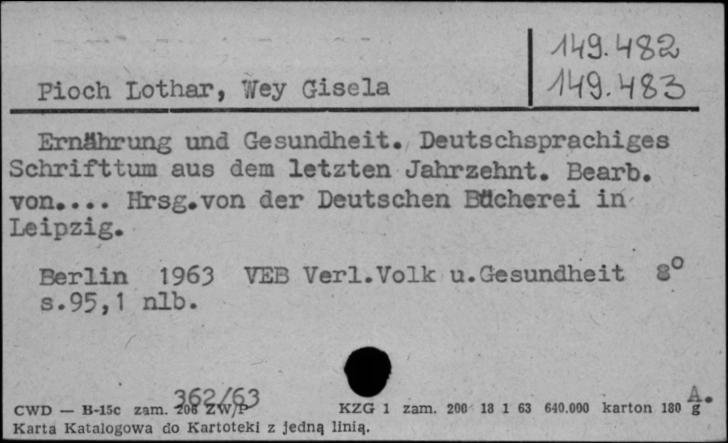 149.482
Pioch Lothar, Wey Gisela 149.483
Ernährung und Gesundheit. Deutschsprachiges
Schrifttum aus dem letzten Jahrzehnt. Bearb.
von.... Hrsg.von der Deutschen Bücherei in
Leipzig.
Berlin 1963 VEB Verl.Volk u.Gesundheit 8°
s.95,1 nlb.
362/63 A.
CWD — B-15c zam. 206 ZW/P KZG 1 zam. 200 18 1 63 640.000 karton 180 g
Karta Katalogowa do Kartoteki z jedną linią.